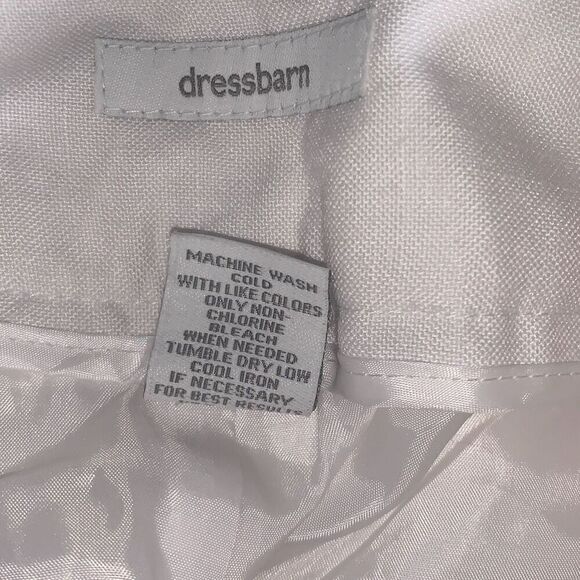 dressbarn
MACHINE WASH
COLD
WITH LIKE COLORS
ONLY NON-
CHLORINE
BLEACH
WHEN NEEDED
TUMBLE DRY LOW
COOL IRON
IF NECESSARY
FOR BEST RESULTS